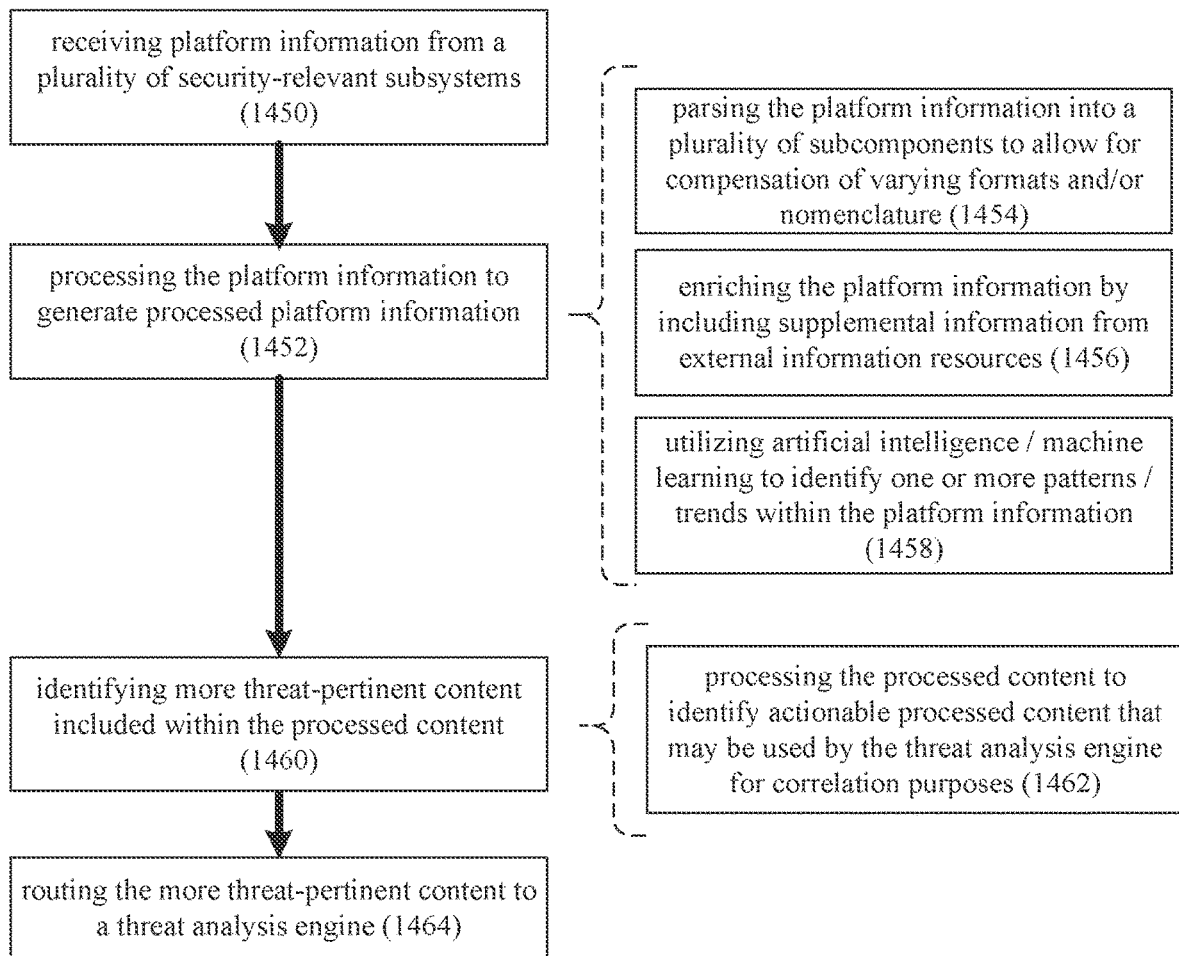 receiving platform information from a
plurality of security-relevant subsystems
(1450)
parsing the platform information into a
plurality of subcomponents to allow for
compensation of varying formats and/or
nomenclature (1454)
processing the platform information to
generate processed platform information
(1452)
enriching the platform information by
including supplemental information from
external information resources (1456)
utilizing artificial intelligence / machine
learning to identify one or more patterns /
trends within the platform information
(1458)
identifying more threat-pertinent content
included within the processed content
(1460)
processing the processed content to
identify actionable processed content that
may be used by the threat analysis engine
for correlation purposes (1462)
routing the more threat-pertinent content to
a threat analysis engine (1464)